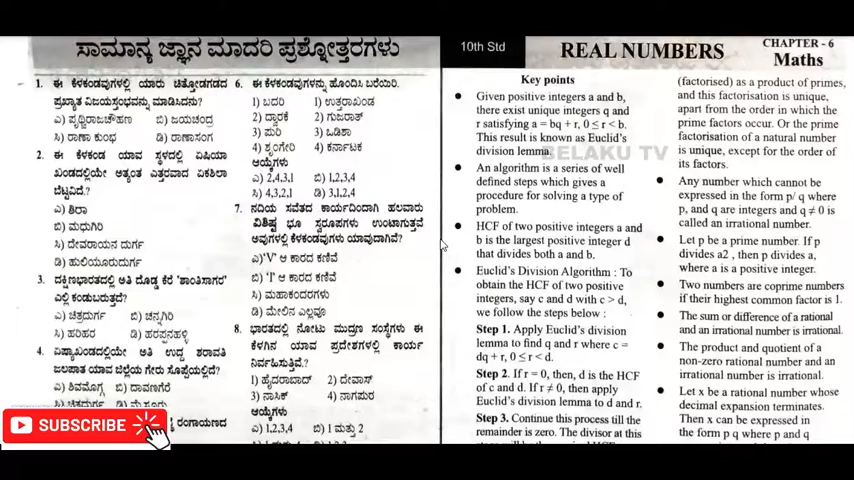 ಸಾಮಾನ್ಯ ಜ್ಞಾನ ಮಾದರಿ ಪ್ರಶ್ನೋತ್ತರಗಳು
1. ಈ ಕೆಳಕಂಡವುಗಳಲ್ಲಿ ಯಾರು ಚಿತ್ತೋಡಗಡದ
ಪ್ರಖ್ಯಾತ ವಿಜಯಸ್ತಂಭವನ್ನು ಮಾಡಿಸಿದನು?
ಎ) ಪೃಥ್ವಿರಾಜಚೌಹಣ ಬಿ) ಜಯಚಂದ್ರ
ಸಿ) ರಾಣಾ ಕುಂಭ ಡಿ) ರಾಣಾಸಂಗ
2. ಈ ಕೆಳಕಂಡ ಯಾವ ಸ್ಥಳದಲ್ಲಿ ಏಷಿಯಾ
ಖಂಡದಲ್ಲಿಯೇ ಅತ್ಯಂತ ಎತ್ತರವಾದ ಏಕಶಿಲಾ
ಬೆಟ್ಟವಿದೆ.?
ಎ) ಶಿರಾ
ಬಿ) ಮಧುಗಿರಿ
ಸಿ) ದೇವರಾಯನ ದುರ್ಗ
ಡಿ) ಹುಲಿಯೂರುದುರ್ಗ
3. ದಕ್ಷಿಣಭಾರತದಲ್ಲಿ ಅತಿ ದೊಡ್ಡ ಕೆರೆ 'ಶಾಂತಿಸಾಗರ'
ಎಲ್ಲಿ ಕಂಡುಬರುತ್ತದೆ?
ಎ) ಚಿತ್ರದುರ್ಗ ಬಿ) ಚನ್ನಗಿರಿ
ಸಿ) ಹರಿಹರ ಡಿ) ಹರಪ್ಪನಹಳ್ಳಿ
4. ಏಷ್ಯಾಖಂಡದಲ್ಲಿಯೇ ಅತಿ ಉದ್ದ ಶರಾವತಿ
ಜಲಪಾತ ಯಾವ ಜಿಲ್ಲೆಯ ಗೇರು ಸೊಪ್ಪೆಯಲ್ಲಿದೆ?
ಎ) ಶಿವಮೊಗ್ಗ ಬಿ) ದಾವಣಗೆರೆ
ಸಿ) ಚಿತ್ರದುರ್ಗ ಡಿ) ಮೈಸೂರು
ರಂಗಾಯಣದ
SUBSCRIBE
6. ಈ ಕೆಳಕಂಡವುಗಳನ್ನು ಹೊಂದಿಸಿ ಬರೆಯಿರಿ.
1) ಬದರಿ 1) ಉತ್ತರಾಖಂಡ
2) ದ್ವಾರಕೆ 2) ಗುಜರಾತ್
3) ಪುರಿ 3) ಒಡಿಶಾ
4) ಶೃಂಗೇರಿ 4) ಕರ್ನಾಟಕ
ಆಯ್ಕೆಗಳು
ಎ) 2,4,3,1 ಬಿ) 1,2,3,4
ಸಿ) 4,3,2,1 ಡಿ) 3,1,2,4
7. ನದಿಯ ಸವೆತದ ಕಾರ್ಯದಿಂದಾಗಿ ಹಲವಾರು
ವಿಶಿಷ್ಟ ಭೂ ಸ್ವರೂಪಗಳು ಉಂಟಾಗುತ್ತವೆ
ಅವುಗಳಲ್ಲಿ ಕೆಳಕಂಡವುಗಳು ಯಾವುದಾಗಿವೆ?
ಎ)'V' ಆ ಕಾರದ ಕಣಿವೆ
ಬಿ) 'I' ಆ ಕಾರದ ಕಣಿವೆ
ಸಿ) ಮಹಾಕಂದರಗಳು
ಡಿ) ಮೇಲಿನ ಎಲ್ಲವೂ
8. ಭಾರತದಲ್ಲಿ ನೋಟು ಮುದ್ರಣ ಸಂಸ್ಥೆಗಳು ಈ
ಕೆಳಗಿನ ಯಾವ ಪ್ರದೇಶಗಳಲ್ಲಿ ಕಾರ್ಯ
ನಿರ್ವಹಿಸುತ್ತಿವೆ.?
1) ಹೈದರಾಬಾದ್ 2) ದೇವಾಸ್
3) ನಾಸಿಕ್ 4) ನಾಗಪುರ
ಆಯ್ಕೆಗಳು
ಎ) 1,2,3,4 ಬಿ) 1 ಮತ್ತು 2
10th Std
REAL NUMBERS
CHAPTER - 6
Maths
BELAKU TV
Key points
• Given positive integers a and b,
there exist unique integers q and
r satisfying a = bq + r, 0 ≤ r < b.
This result is known as Euclid's
division lemma.
• An algorithm is a series of well
defined steps which gives a
procedure for solving a type of
problem.
• HCF of two positive integers a and
b is the largest positive integer d
that divides both a and b.
• Euclid's Division Algorithm : To
obtain the HCF of two positive
integers, say c and d with c > d,
we follow the steps below :
Step 1. Apply Euclid's division
lemma to find q and r where c =
dq + r, 0 ≤ r < d.
Step 2. If r = 0, then, d is the HCF
of c and d. If r ≠ 0, then apply
Euclid's division lemma to d and r.
Step 3. Continue this process till the
remainder is zero. The divisor at this
(factorised) as a product of primes,
and this factorisation is unique,
apart from the order in which the
prime factors occur. Or the prime
factorisation of a natural number
is unique, except for the order of
its factors.
• Any number which cannot be
expressed in the form p/ q where
p, and q are integers and q ≠ 0 is
called an irrational number.
• Let p be a prime number. If p
divides a2 , then p divides a,
where a is a positive integer.
• Two numbers are coprime numbers
if their highest common factor is 1.
• The sum or difference of a rational
and an irrational number is irrational.
• The product and quotient of a
non-zero rational number and an
irrational number is irrational.
• Let x be a rational number whose
decimal expansion terminates.
Then x can be expressed in
the form p q where p and q